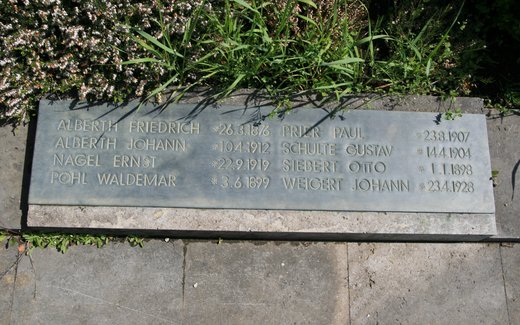 ALBERTH FRIEDRICH *26.3.1876 PRIER PAUL *23.8.1907
ALBERTH JOHANN *10.4.1912 SCHULTE GUSTAV *14.4.1904
NAGEL ERNST *22.9.1919 SIEBERT OTTO *1.1.1898
POHL WALDEMAR *3.6.1899 WEIGERT JOHANN *23.4.1928